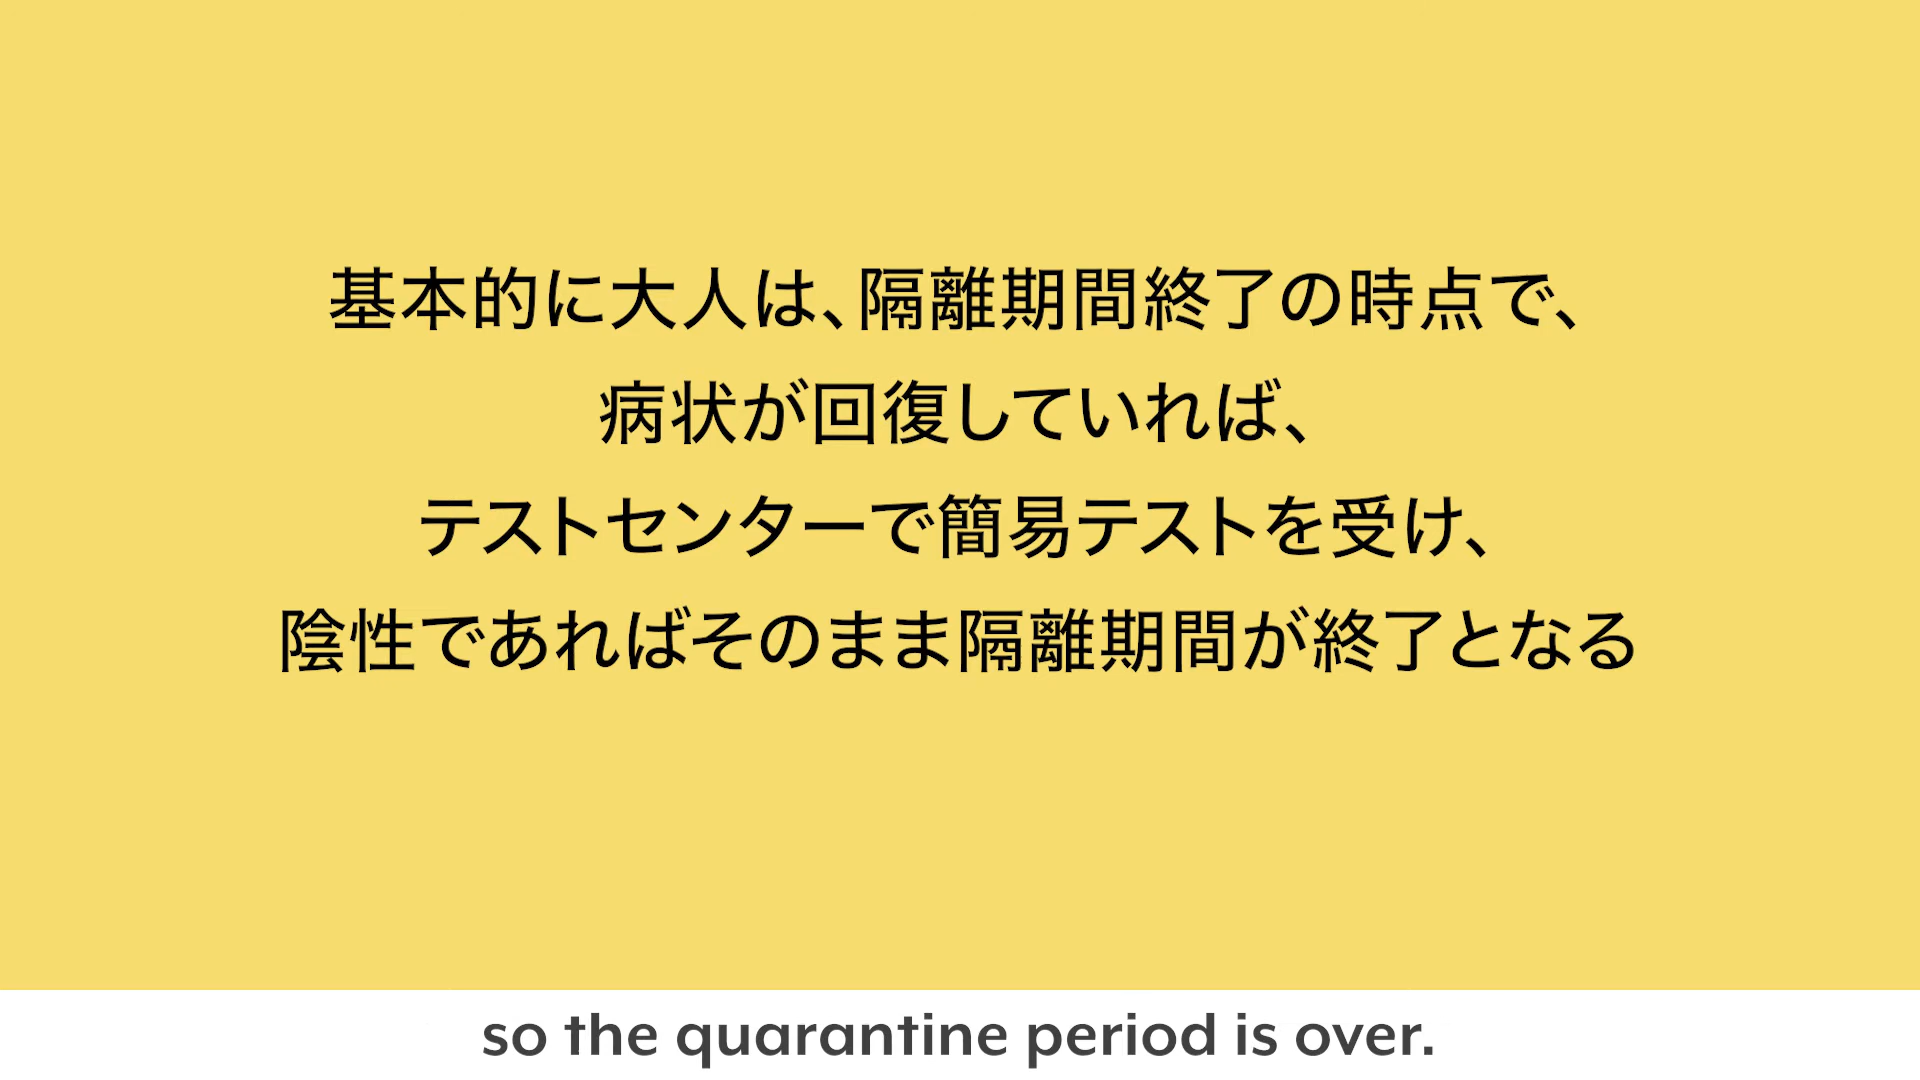 基本的に大人は、隔離期間終了の時点で、
病状が回復していれば、
テストセンターで簡易テストを受け、
陰性であればそのまま隔離期間が終了となる
so the quarantine period is over.